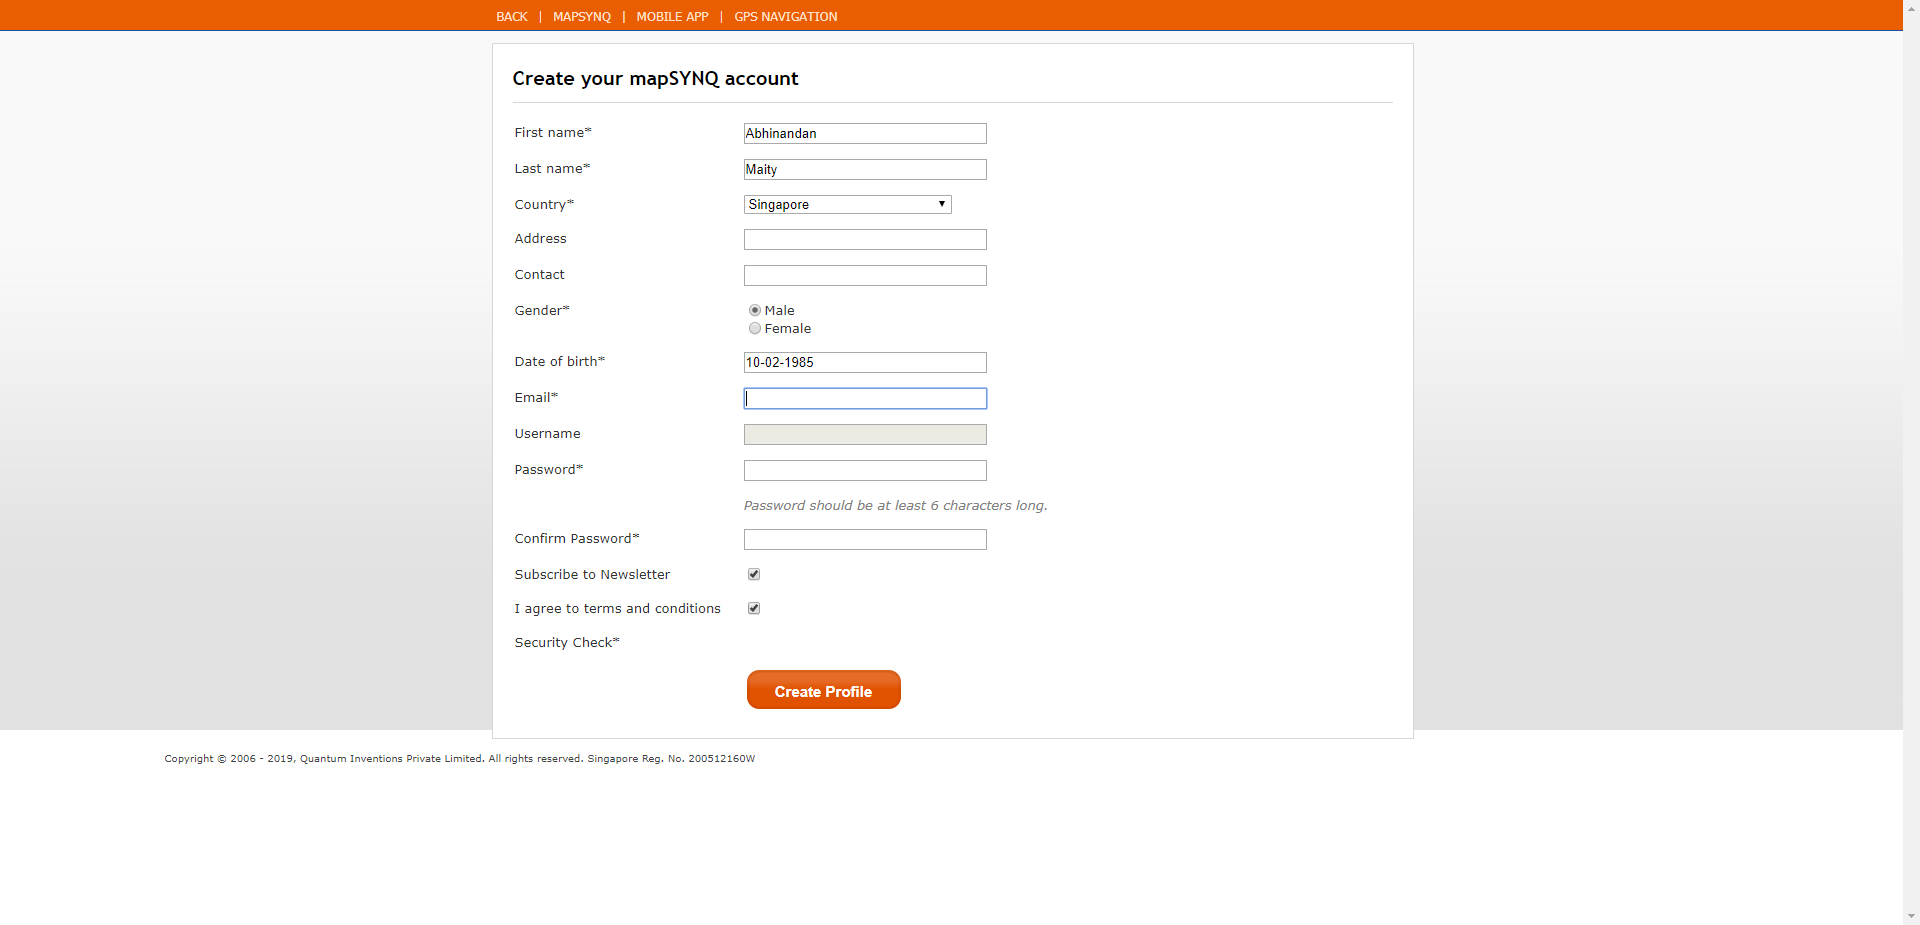 BACK | MAPSYNQ | MOBILE APP | GPS NAVIGATION
Create your mapSYNQ account
First name* Abhinandan
Last name* Maity
Country* Singapore
Address
Contact
Gender* Male
Female
Date of birth* 10-02-1985
Email*
Username
Password*
Password should be at least 6 characters long.
Confirm Password*
Subscribe to Newsletter
I agree to terms and conditions
Security Check*
Create Profile
Copyright © 2006 - 2019, Quantum Inventions Private Limited. All rights reserved. Singapore Reg. No. 200512160W